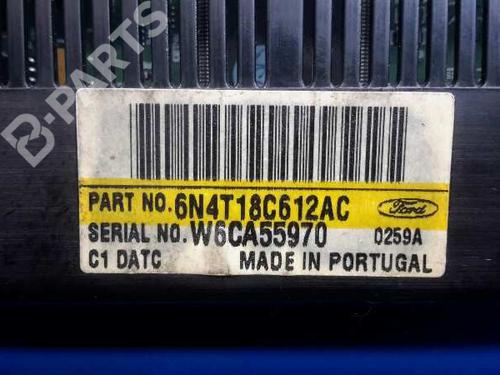 B-PARTS
PART NO. 6N4T18C612AC
Ford
SERIAL NO. W6CA55970 0259A
C1 DATC MADE IN PORTUGAL